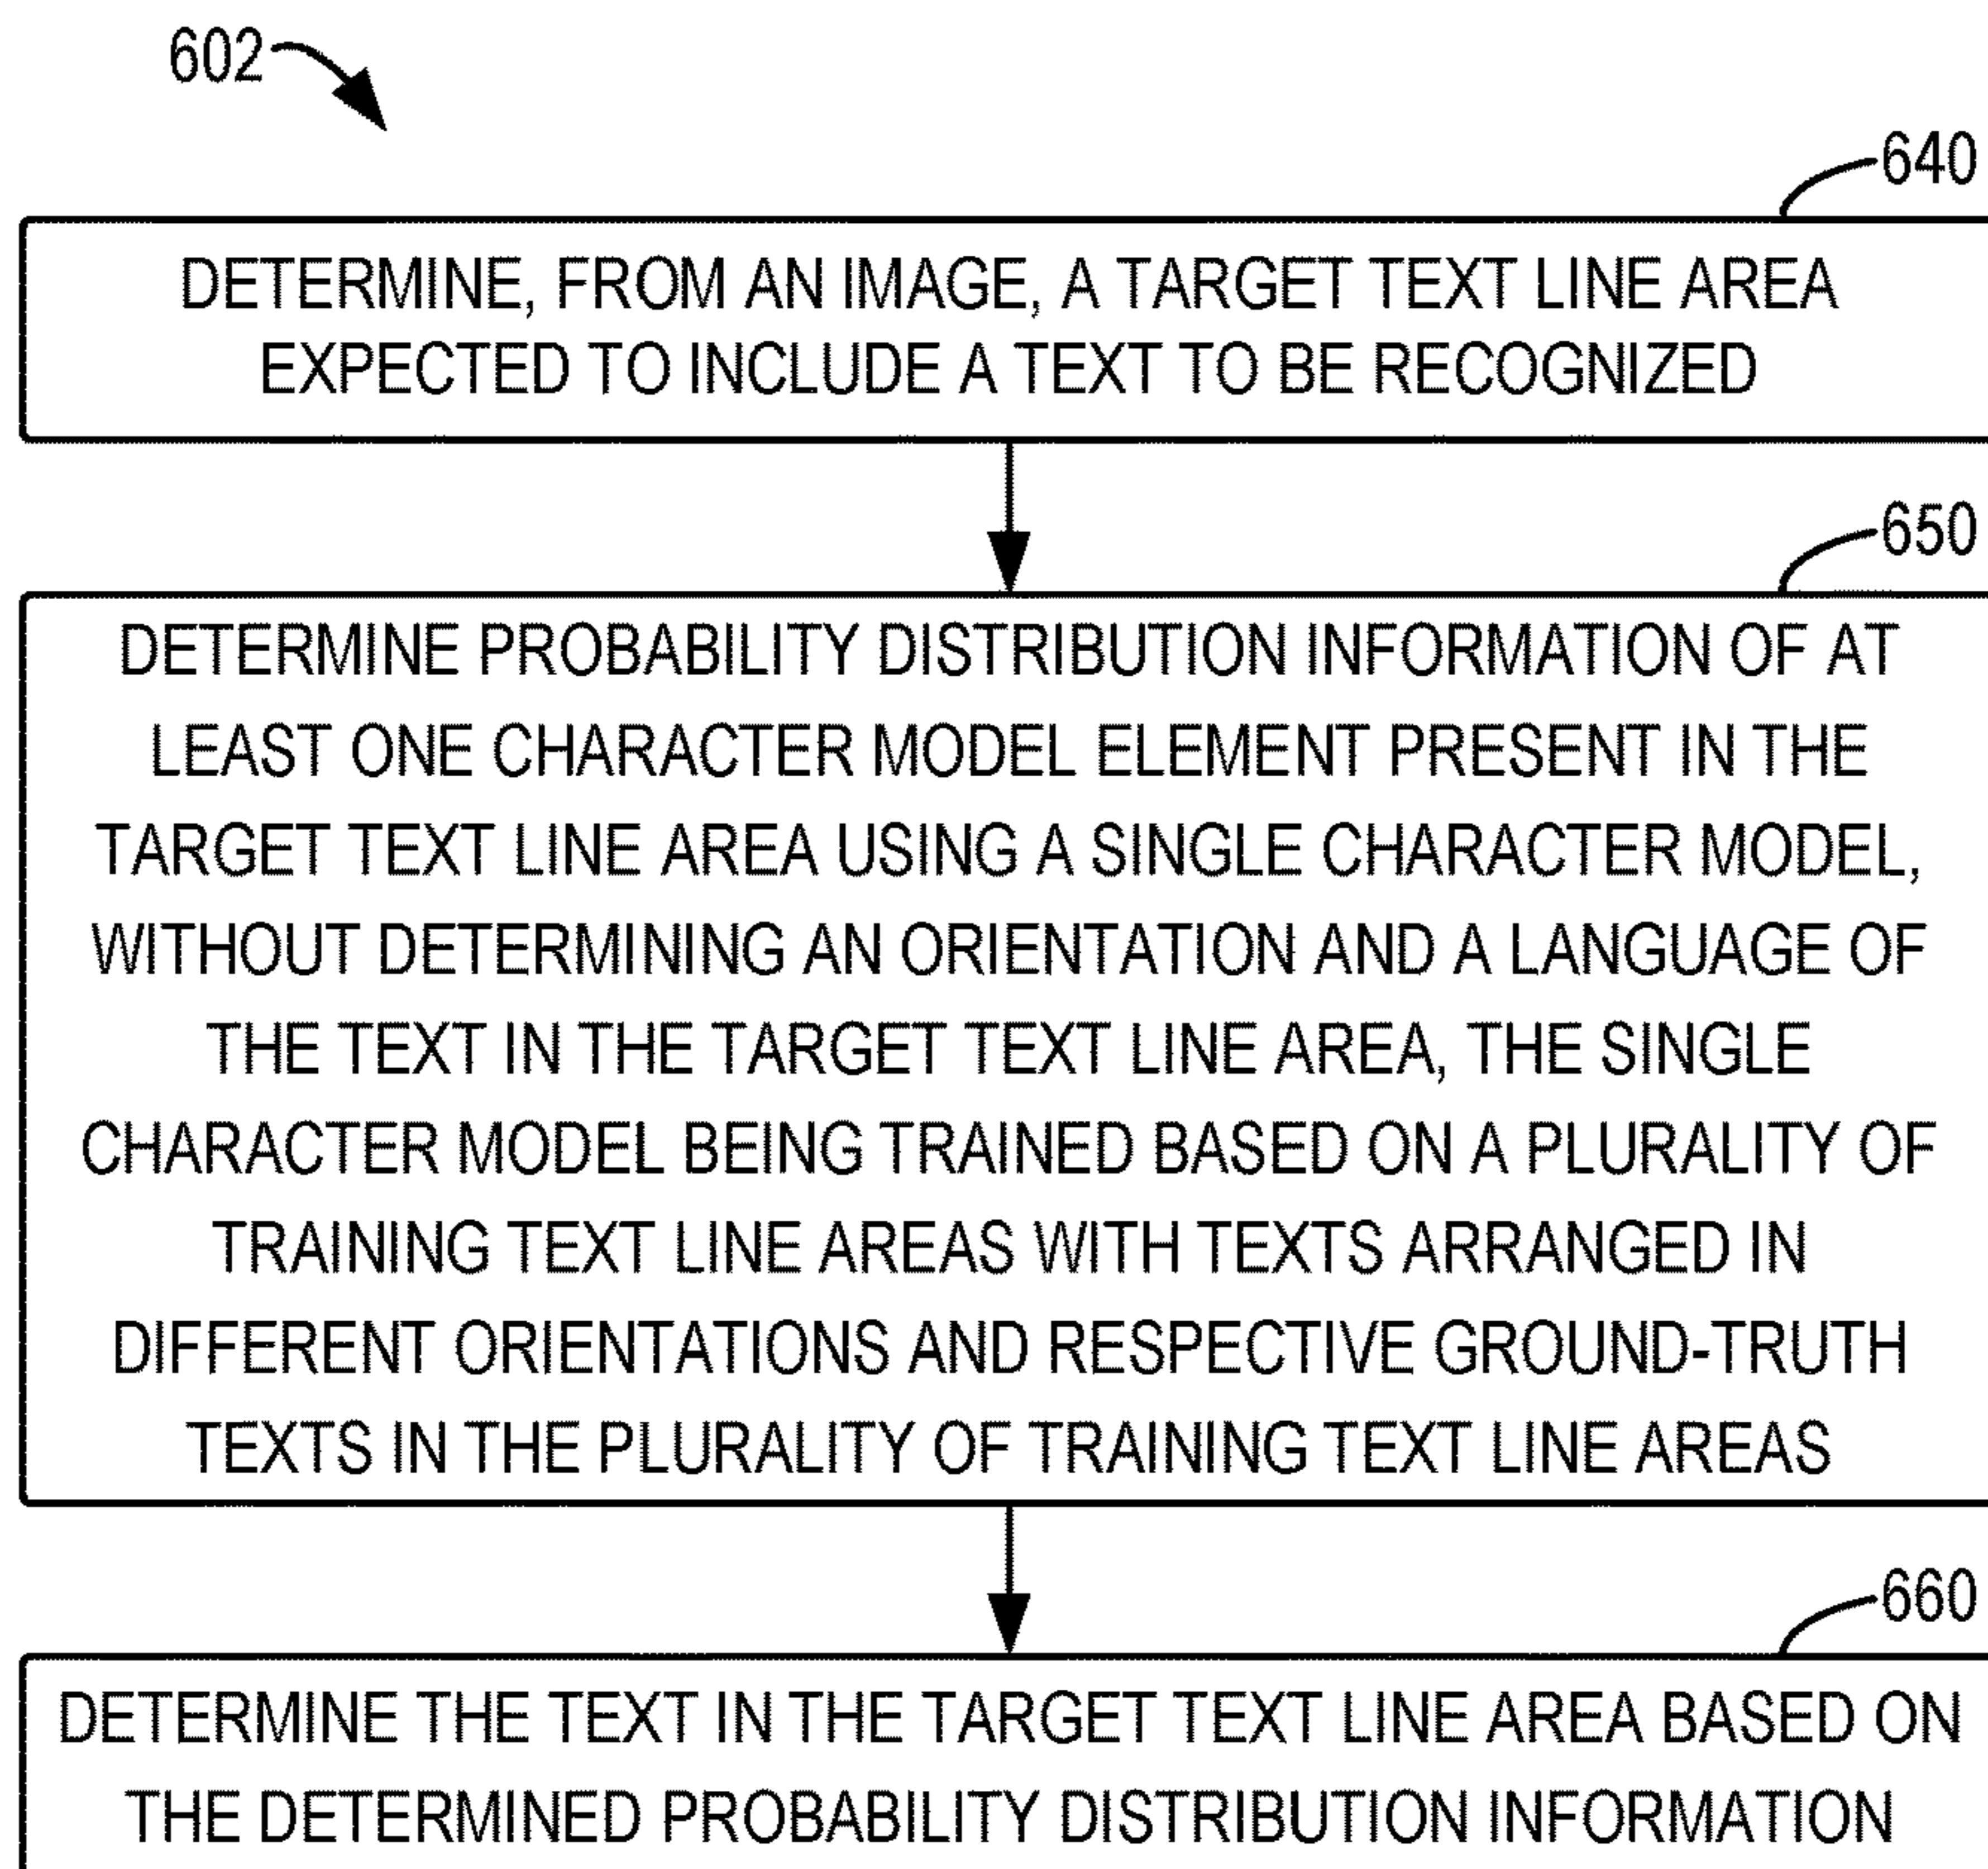 602
640
DETERMINE, FROM AN IMAGE, A TARGET TEXT LINE AREA
EXPECTED TO INCLUDE A TEXT TO BE RECOGNIZED
650
DETERMINE PROBABILITY DISTRIBUTION INFORMATION OF AT
LEAST ONE CHARACTER MODEL ELEMENT PRESENT IN THE
TARGET TEXT LINE AREA USING A SINGLE CHARACTER MODEL,
WITHOUT DETERMINING AN ORIENTATION AND A LANGUAGE OF
THE TEXT IN THE TARGET TEXT LINE AREA, THE SINGLE
CHARACTER MODEL BEING TRAINED BASED ON A PLURALITY OF
TRAINING TEXT LINE AREAS WITH TEXTS ARRANGED IN
DIFFERENT ORIENTATIONS AND RESPECTIVE GROUND-TRUTH
TEXTS IN THE PLURALITY OF TRAINING TEXT LINE AREAS
660
DETERMINE THE TEXT IN THE TARGET TEXT LINE AREA BASED ON
THE DETERMINED PROBABILITY DISTRIBUTION INFORMATION